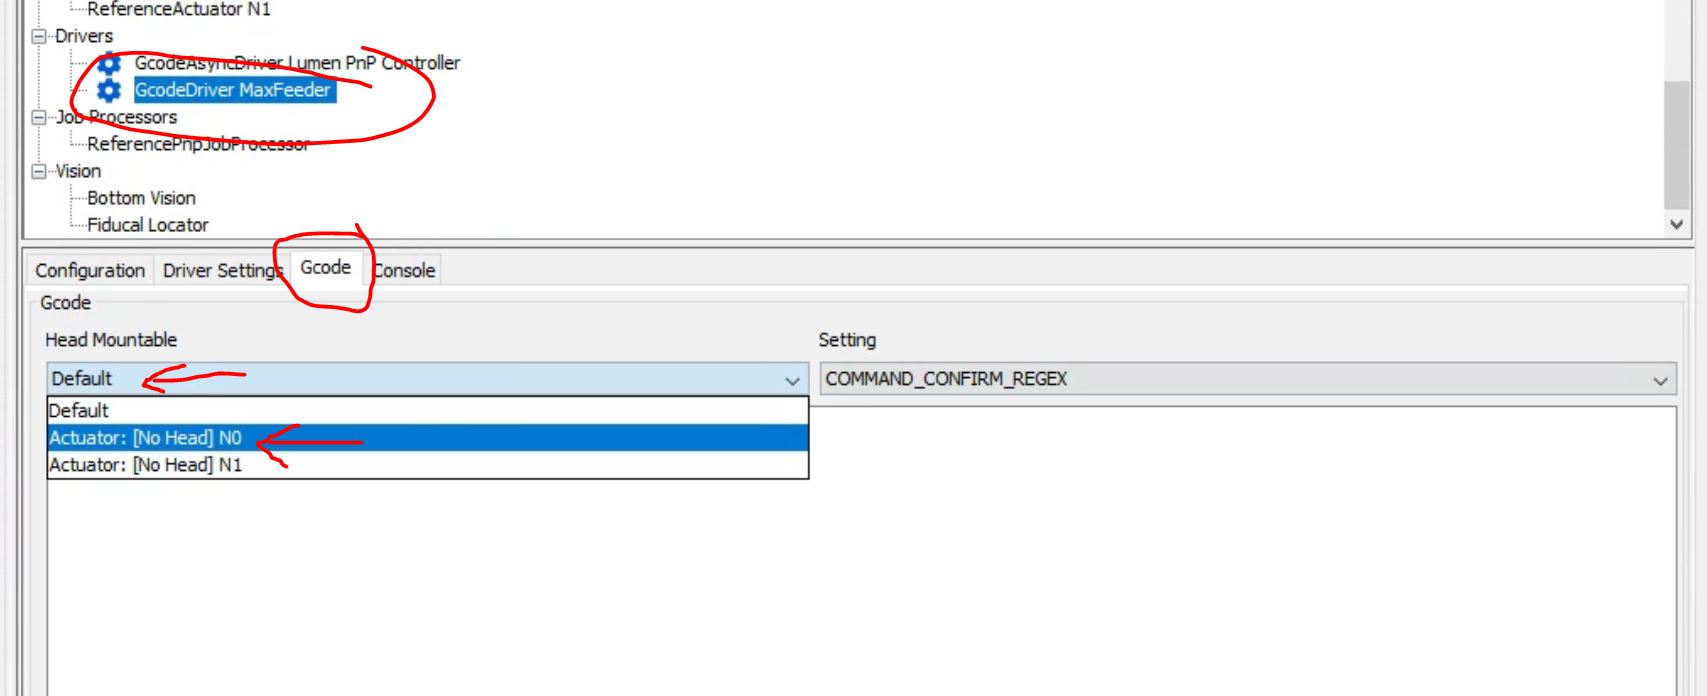 ReferenceActuator N1
Drivers
GcodeAsyncDriver Lumen PnP Controller
GcodeDriver MaxFeeder
Job Processors
ReferencePnpJobProcessor
Vision
Bottom Vision
Fiducal Locator
Configuration Driver Settings Gcode Console
Gcode
Head Mountable Setting
Default COMMAND_CONFIRM_REGEX
Default
Actuator: [No Head] N0
Actuator: [No Head] N1